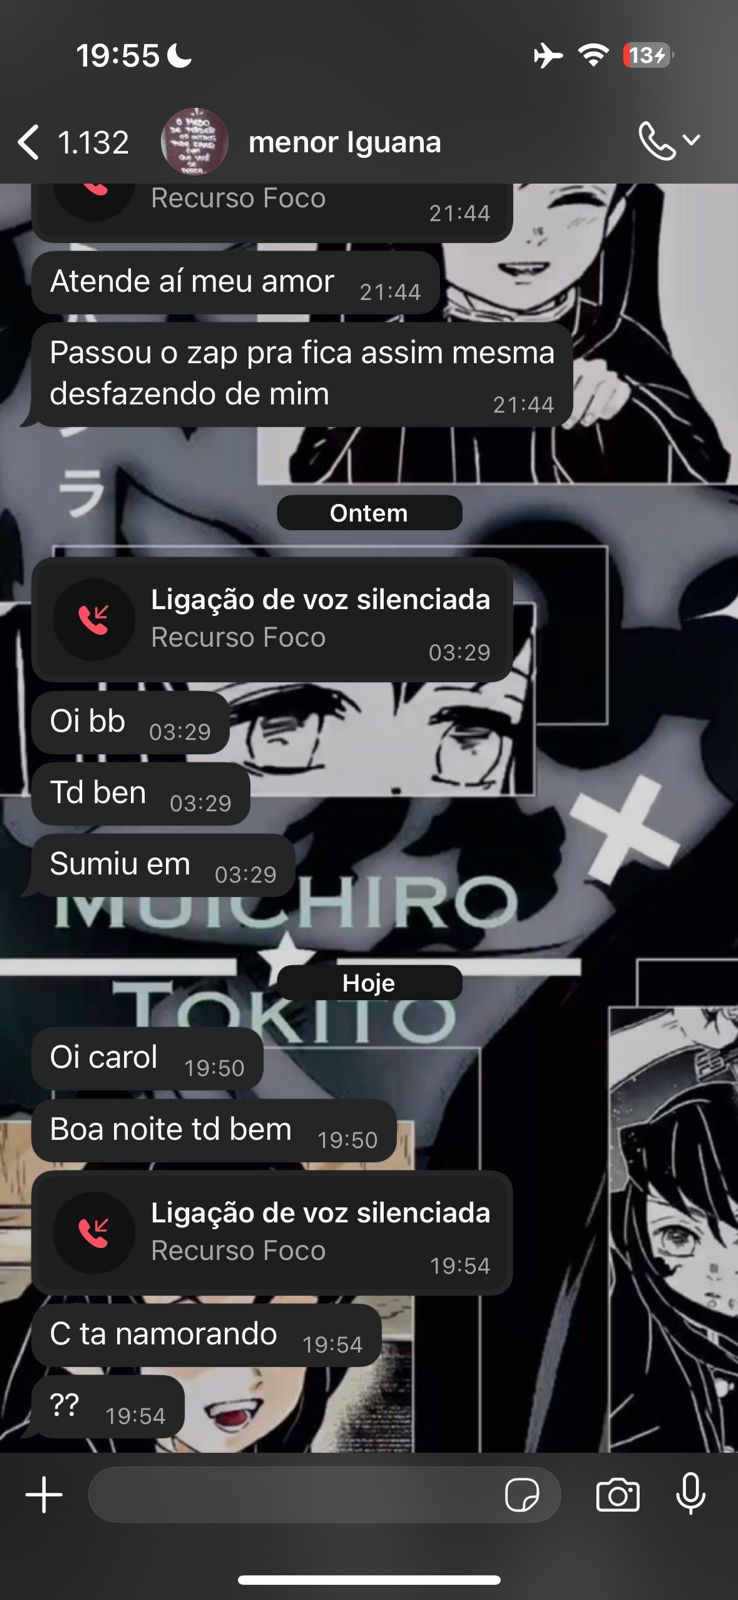 19:55
13
1.132
menor Iguana
Recurso Foco
21:44
Atende aí meu amor
21:44
Passou o zap pra fica assim mesma
desfazendo de mim
21:44
ラ
Ontem
Ligação de voz silenciada
Recurso Foco
03:29
Oi bb
03:29
Td ben
03:29
Sumiu em
03:29
MUICHIRO
Hoje
TOKITO
Oi carol
19:50
Boa noite td bem
19:50
Ligação de voz silenciada
Recurso Foco
19:54
C ta namorando
19:54
??
19:54